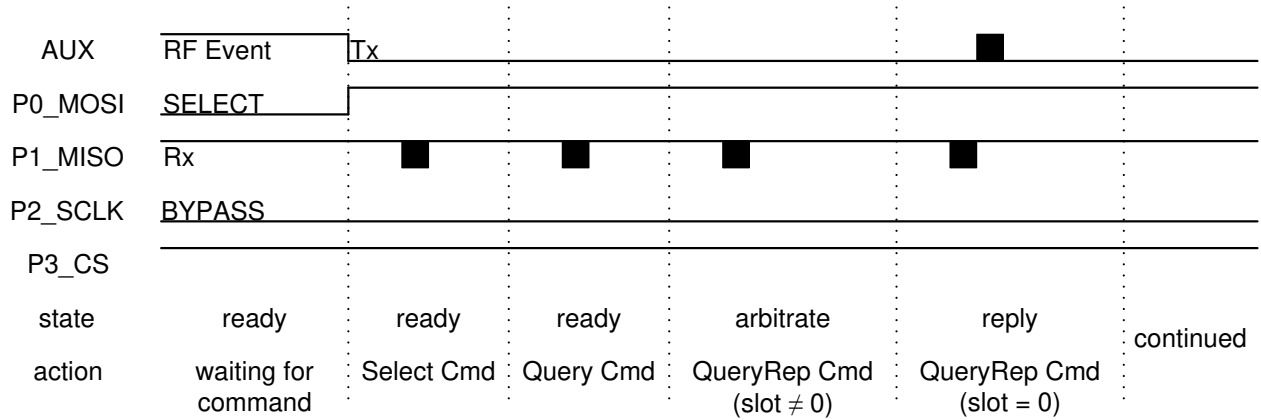 AUX RF Event Tx
P0_MOSI SELECT
P1_MISO Rx
P2_SCLK BYPASS
P3_CS
state ready ready ready arbitrate reply continued
action waiting for command Select Cmd Query Cmd QueryRep Cmd (slot ≠ 0) QueryRep Cmd (slot = 0)